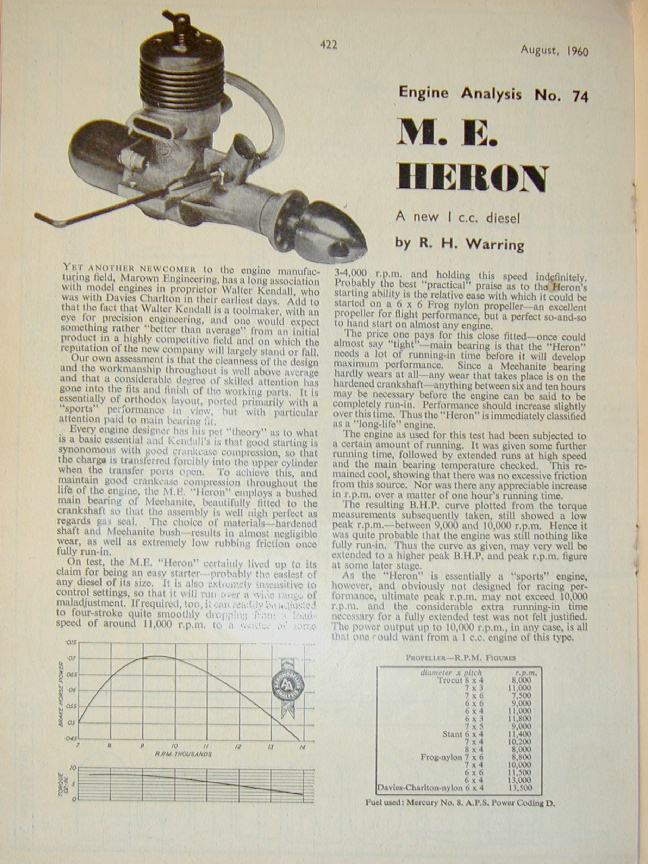 422
August, 1960
Engine Analysis No. 74
M. E.
HERON
A new 1 c.c. diesel
by R. H. Warring
YET ANOTHER NEWCOMER to the engine manufac-
turing field, Marown Engineering, has a long association
with model engines in proprietor Walter Kendall, who
was with Davies Charlton in their earliest days. Add to
that the fact that Walter Kendall is a toolmaker, with an
eye for precision engineering, and one would expect
something rather "better than average" from an initial
product in a highly competitive field and on which the
reputation of the new company will largely stand or fall.
Our own assessment is that the cleanness of the design
and the workmanship throughout is well above average
and that a considerable degree of skilled attention has
gone into the fits and finish of the working parts. It is
essentially of orthodox layout, ported primarily with a
"sports" performance in view, but with particular
attention paid to main bearing fit.
Every engine designer has his pet "theory" as to what
is a basic essential and Kendall's is that good starting is
synonomous with good crankcase compression, so that
the charge is transferred forcibly into the upper cylinder
when the transfer ports open. To achieve this, and
maintain good crankcase compression throughout the
life of the engine, the M.E. "Heron" employs a bushed
main bearing of Mechanite, beautifully fitted to the
crankshaft so that the assembly is well nigh perfect as
regards gas seal. The choice of materials—hardened
shaft and Meehanite bush—results in almost negligible
wear, as well as extremely low rubbing friction once
fully run-in.
On test, the M.E. "Heron" certainly lived up to its
claim for being an easy starter—probably the easiest of
any diesel of its size. It is also extremely insensitive to
control settings, so that it will run over a wide range of
maladjustment. If required, too, it can readily be adjusted
to four-stroke quite smoothly dropping from a load-
speed of around 11,000 r.p.m. to a
3-4,000 r.p.m. and holding this speed indefinitely.
Probably the best "practical" praise as to the Heron's
starting ability is the relative ease with which it could be
started on a 6 x 6 Frog nylon propeller—an excellent
propeller for flight performance, but a perfect so-and-so
to hand start on almost any engine.
The price one pays for this close fitted—one could
almost say "tight"—main bearing is that the "Heron"
needs a lot of running-in time before it will develop
maximum performance. Since a Meehanite bearing
hardly wears at all—any wear that takes place is on the
hardened crankshaft—anything between six and ten hours
may be necessary before the engine can be said to be
completely run-in. Performance should increase slightly
over this time. Thus the "Heron" is immediately classified
as a "long-life" engine.
The engine as used for this test had been subjected to
a certain amount of running. It was given some further
running time, followed by extended runs at high speed
and the main bearing temperature checked. This re-
mained cool, showing that there was no excessive friction
from this source. Nor was there any appreciable increase
in r.p.m. over a matter of one hour's running time.
The resulting B.H.P. curve plotted from the torque
measurements subsequently taken, still showed a low
peak r.p.m.—between 9,000 and 10,000 r.p.m. Hence it
was quite probable that the engine was still nothing like
fully run-in. Thus the curve as given, may very well be
extended to a higher peak B.H.P. and peak r.p.m. figure
at some later stage.
As the "Heron" is essentially a "sports" engine,
however, and obviously not designed for racing per-
formance, ultimate peak r.p.m. may not exceed 10,000
r.p.m. and the considerable extra running-in time
necessary for a fully extended test was not felt justified.
The power output up to 10,000 r.p.m., in any case, is all
that one could want from a 1 c.c. engine of this type.
BRAKE HORSE POWER
·075
·07
·065
·06
·055
·05
·045
7 8 9 10 11 12 13 14
R.P.M. THOUSANDS
TORQUE
OZ-IN
10
5
0
PROPELLER—R.P.M. FIGURES
diameter x pitch r.p.m.
Trucut 8 x 4 8,000
7 x 3 11,000
7 x 6 7,500
6 x 6 9,000
6 x 4 11,000
6 x 3 11,800
7 x 5 9,000
Stant 6 x 4 11,400
7 x 4 10,200
8 x 4 8,000
Frog-nylon 7 x 6 8,800
7 x 4 10,000
6 x 6 11,500
6 x 4 13,000
Davies-Charlton-nylon 6 x 4 13,500
Fuel used: Mercury No. 8. A.P.S. Power Coding D.